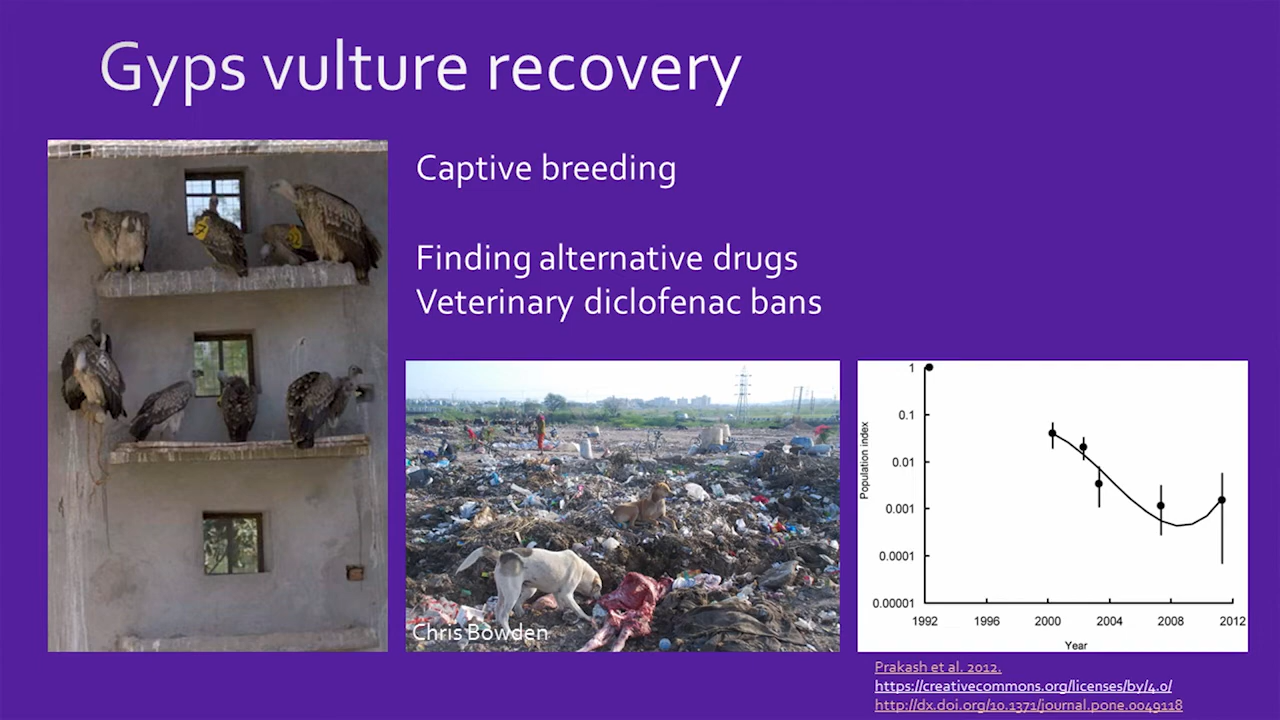 Gyps vulture recovery
Captive breeding
Finding alternative drugs
Veterinary diclofenac bans
Chris Bowden
Population index
1
0.1
0.01
0.001
0.0001
0.00001
1992 1996 2000 2004 2008 2012
Year
Prakash et al. 2012.
https://creativecommons.org/licenses/by/4.0/
http://dx.doi.org/10.1371/journal.pone.0049118